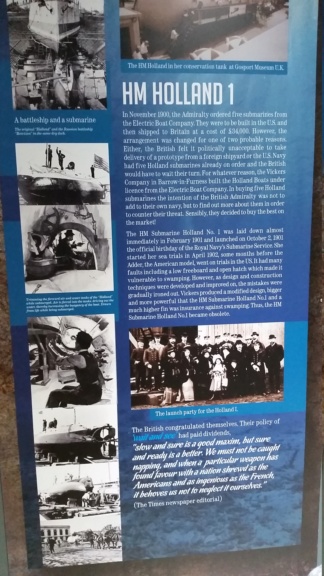 The HM Holland in her conservation tank at Gosport Museum U.K.
HM HOLLAND 1
In November 1900, the Admiralty ordered five submarines from
the Electric Boat Company. They were to be built in the U.S. and
then shipped to Britain at a cost of $34,000. However, the
arrangement was changed for one of two probable reasons.
Either, the British felt it politically unacceptable to take
delivery of a prototype from a foreign shipyard or the U.S. Navy
had five Holland submarines already on order and the British
would have to wait their turn. For whatever reason, the Vickers
Company in Barrow-in-Furness built the Holland Boats under
licence from the Electric Boat Company. In buying five Holland
submarines the intention of the British Admiralty was not to
add to their own navy, but to find out more about them in order
to counter their threat. Sensibly, they decided to buy the best on
the market!
The HM Submarine Holland No. 1 was laid down almost
immediately in February 1901 and launched on October 2, 1901
the official birthday of the Royal Navy's Submarine Service. She
started her sea trials in April 1902, some months before the
Adder, the American model, went on trials in the US. It had many
faults including a low freeboard and open hatch which made it
vulnerable to swamping. However, as design and construction
techniques were developed and improved on, the mistakes were
gradually ironed out, Vickers produced a modified design, bigger
and more powerful that the HM Submarine Holland No.1 and a
much higher fin was insurance against swamping. Thus, the HM
Submarine Holland No.1 became obsolete.
The launch party for the Holland 1.
The British congratulated themselves. Their policy of
'wait and see' had paid dividends,
"slow and sure is a good maxim, but sure
and ready is a better. We must not be caught
napping, and when a particular weapon has
found favour with a nation shrewd as the
Americans and as ingenious as the French,
it behoves us not to neglect it ourselves."
(The Times newspaper editorial)
A battleship and a submarine
The original "Holland" and the Russian battleship
"Retvizan" in the same dry dock.